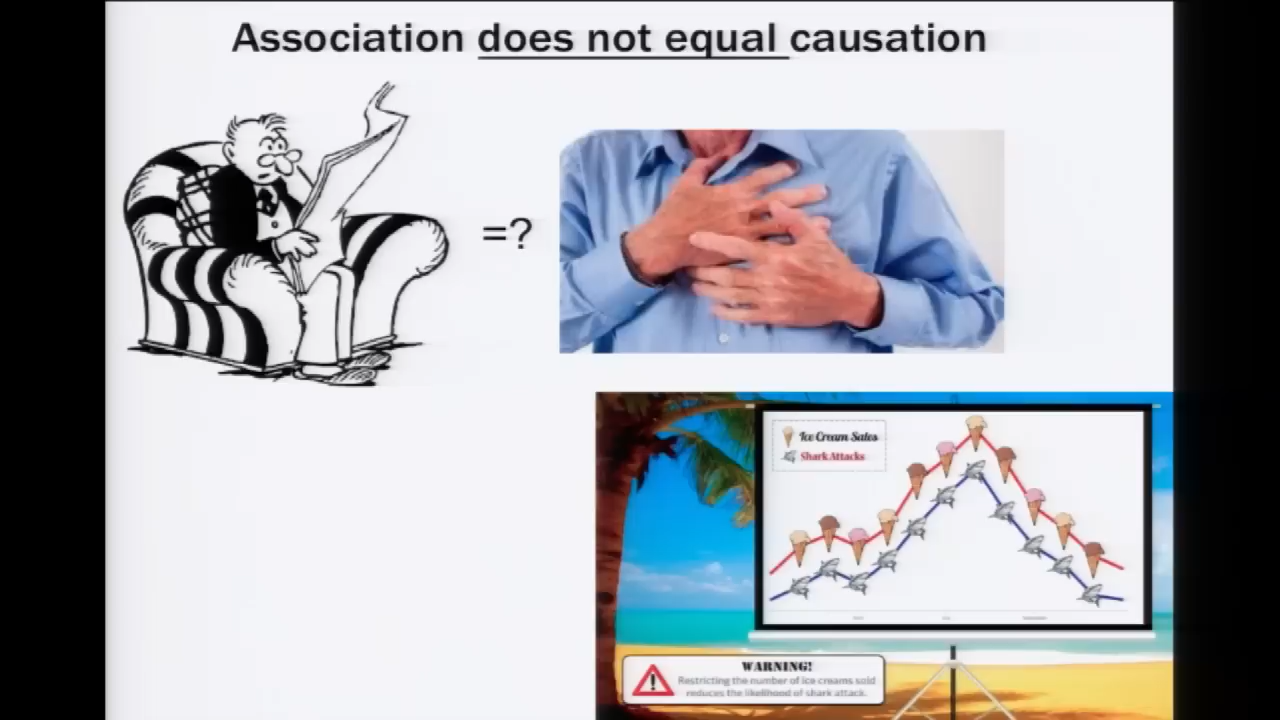 Association does not equal causation
=?
Ice Cream Sales
Shark Attacks
WARNING!
Restricting the number of ice creams sold
reduces the likelihood of shark attack.